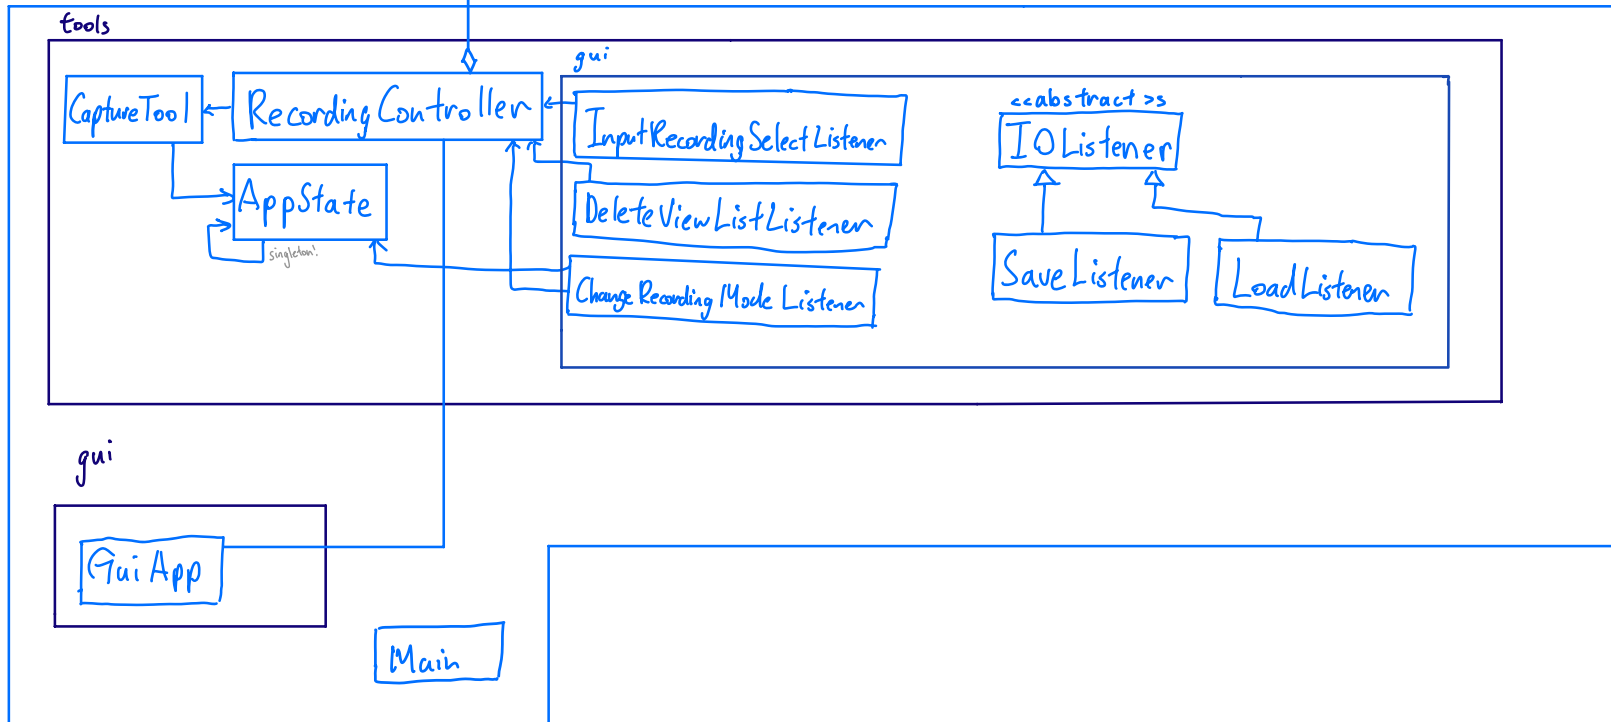 tools
gui
CaptureTool
RecordingController
InputRecordingSelectListener
<<abstract>>s
IOListener
AppState
singleton!
DeleteViewListListener
ChangeRecordingModeListener
SaveListener
LoadListener
gui
GuiApp
Main